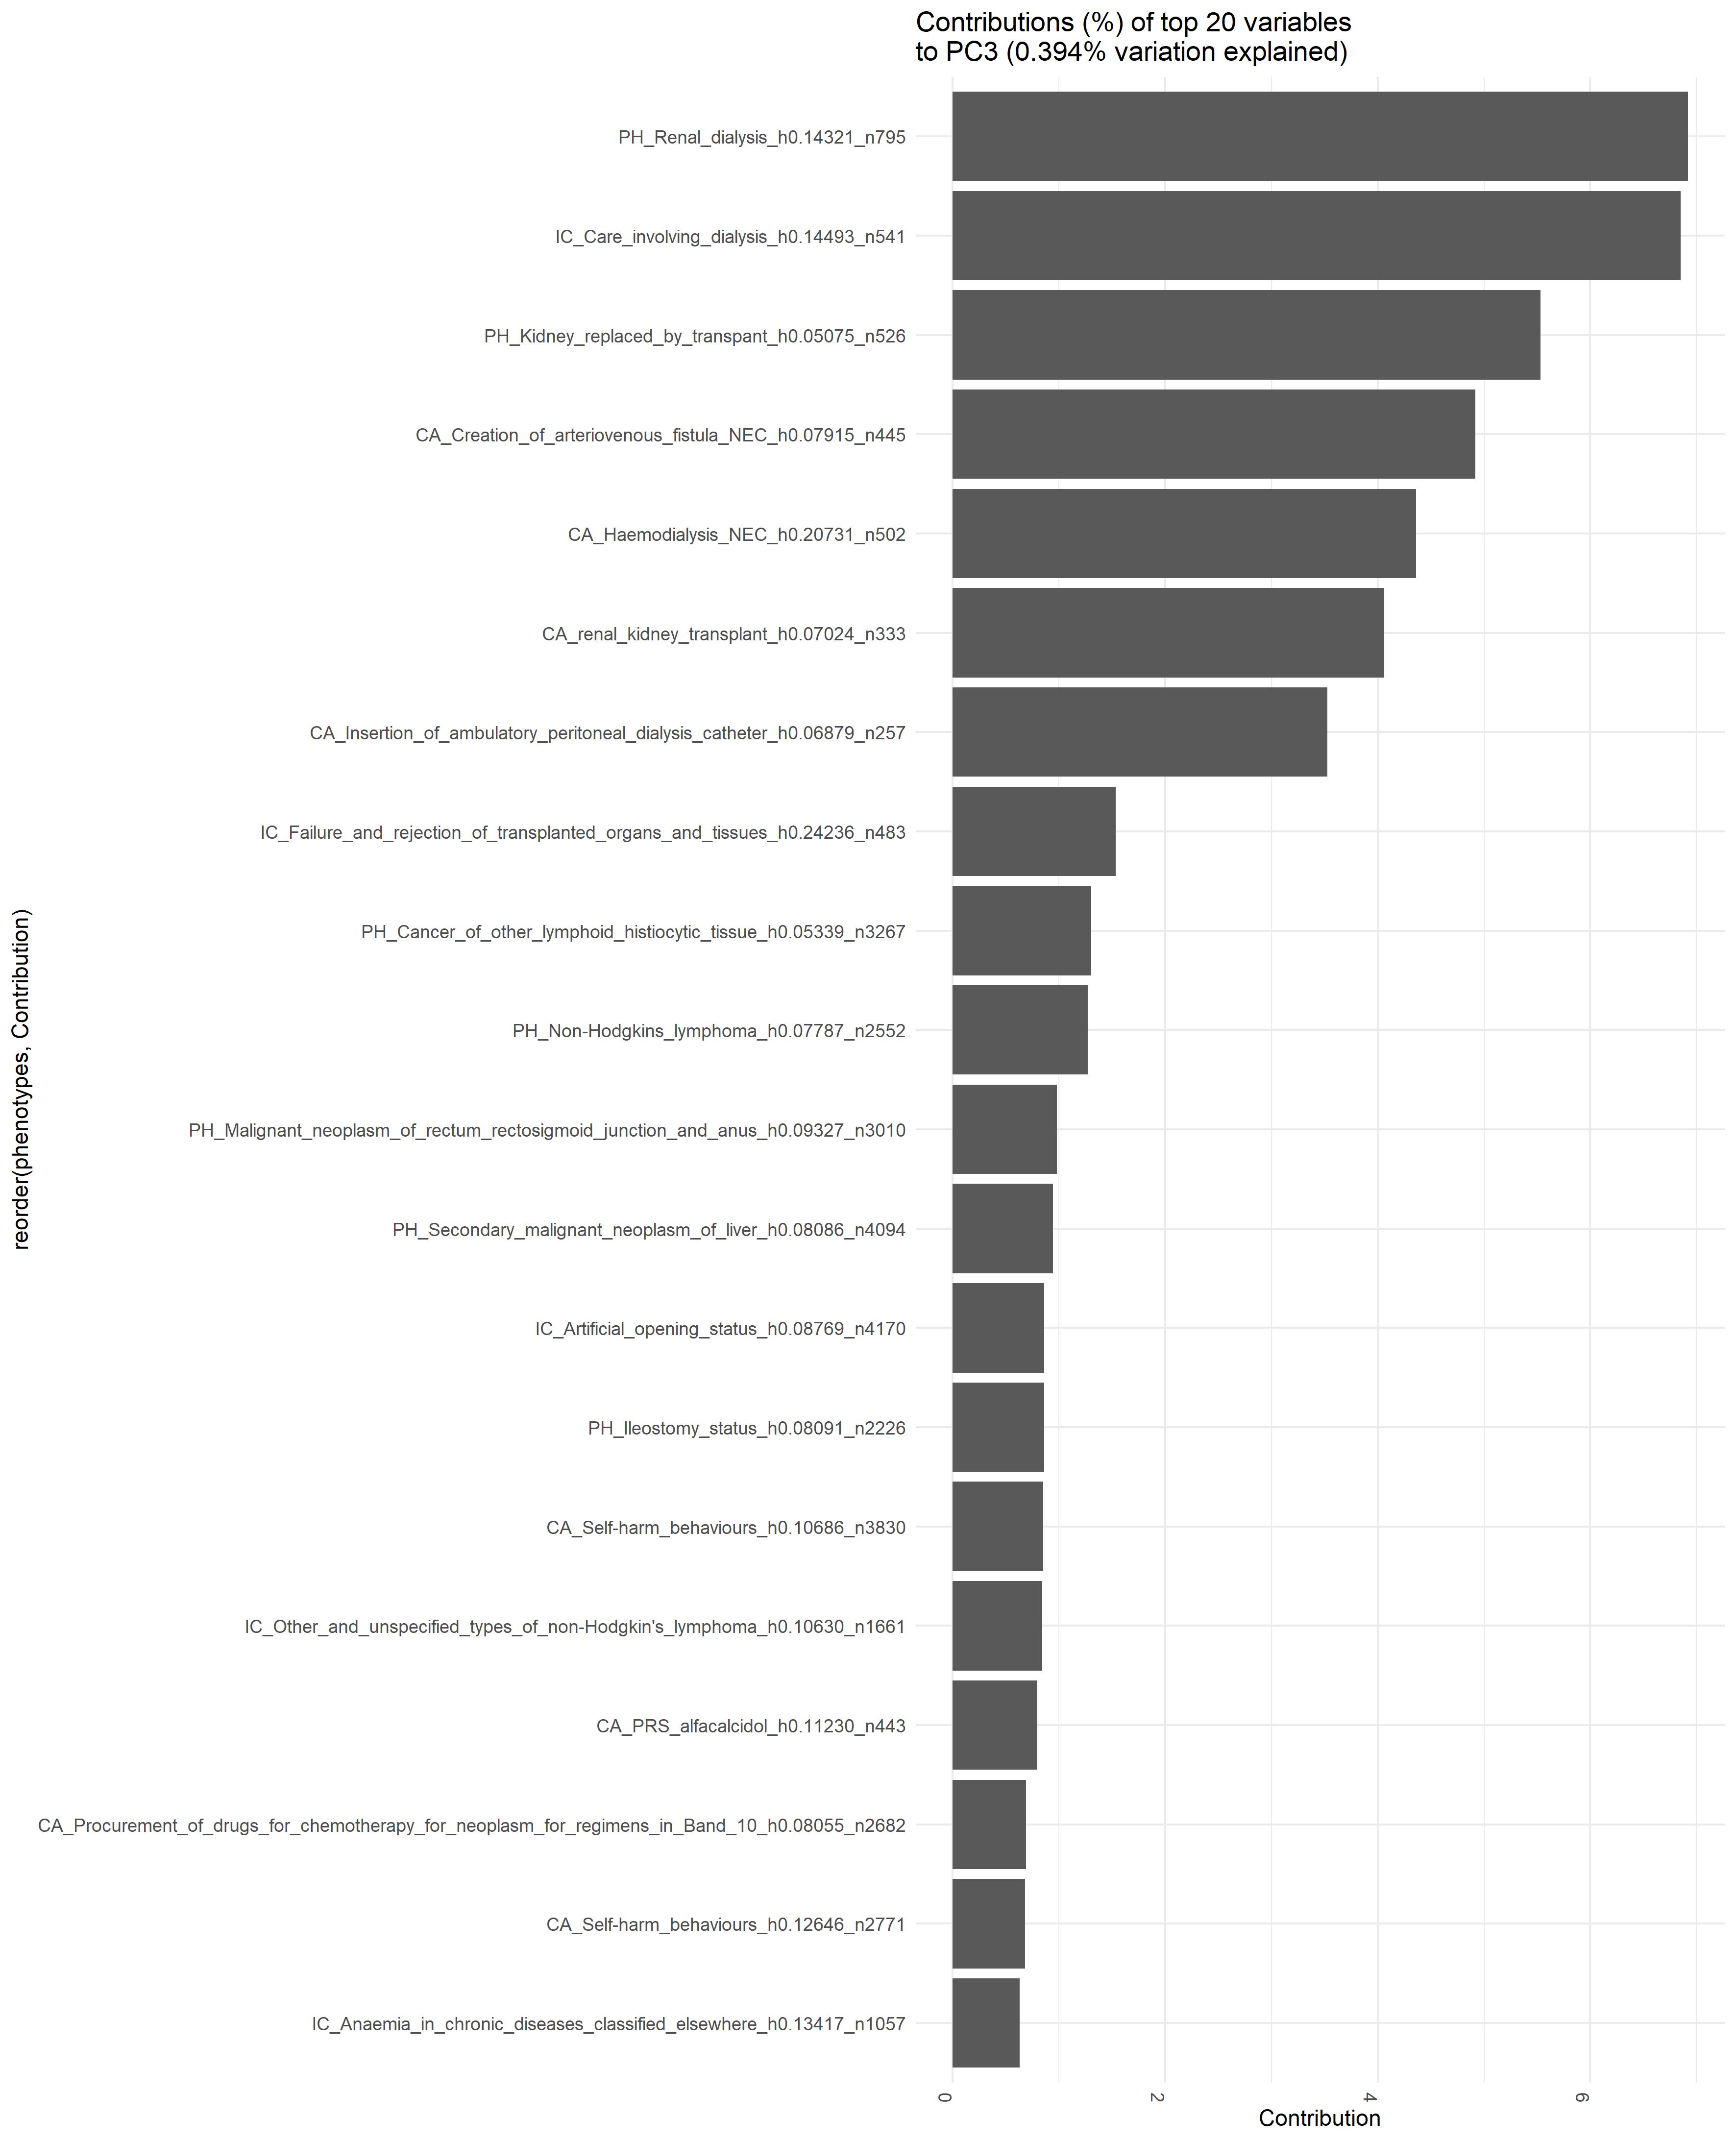 Contributions (%) of top 20 variables
to PC3 (0.394% variation explained)
PH_Renal_dialysis_h0.14321_n795
IC_Care_involving_dialysis_h0.14493_n541
PH_Kidney_replaced_by_transpant_h0.05075_n526
CA_Creation_of_arteriovenous_fistula_NEC_h0.07915_n445
CA_Haemodialysis_NEC_h0.20731_n502
CA_renal_kidney_transplant_h0.07024_n333
CA_Insertion_of_ambulatory_peritoneal_dialysis_catheter_h0.06879_n257
IC_Failure_and_rejection_of_transplanted_organs_and_tissues_h0.24236_n483
PH_Cancer_of_other_lymphoid_histiocytic_tissue_h0.05339_n3267
PH_Non-Hodgkins_lymphoma_h0.07787_n2552
PH_Malignant_neoplasm_of_rectum_rectosigmoid_junction_and_anus_h0.09327_n3010
PH_Secondary_malignant_neoplasm_of_liver_h0.08086_n4094
IC_Artificial_opening_status_h0.08769_n4170
PH_Ileostomy_status_h0.08091_n2226
CA_Self-harm_behaviours_h0.10686_n3830
IC_Other_and_unspecified_types_of_non-Hodgkin's_lymphoma_h0.10630_n1661
CA_PRS_alfacalcidol_h0.11230_n443
CA_Procurement_of_drugs_for_chemotherapy_for_neoplasm_for_regimens_in_Band_10_h0.08055_n2682
CA_Self-harm_behaviours_h0.12646_n2771
IC_Anaemia_in_chronic_diseases_classified_elsewhere_h0.13417_n1057
reorder(phenotypes, Contribution)
0
2
4
6
Contribution